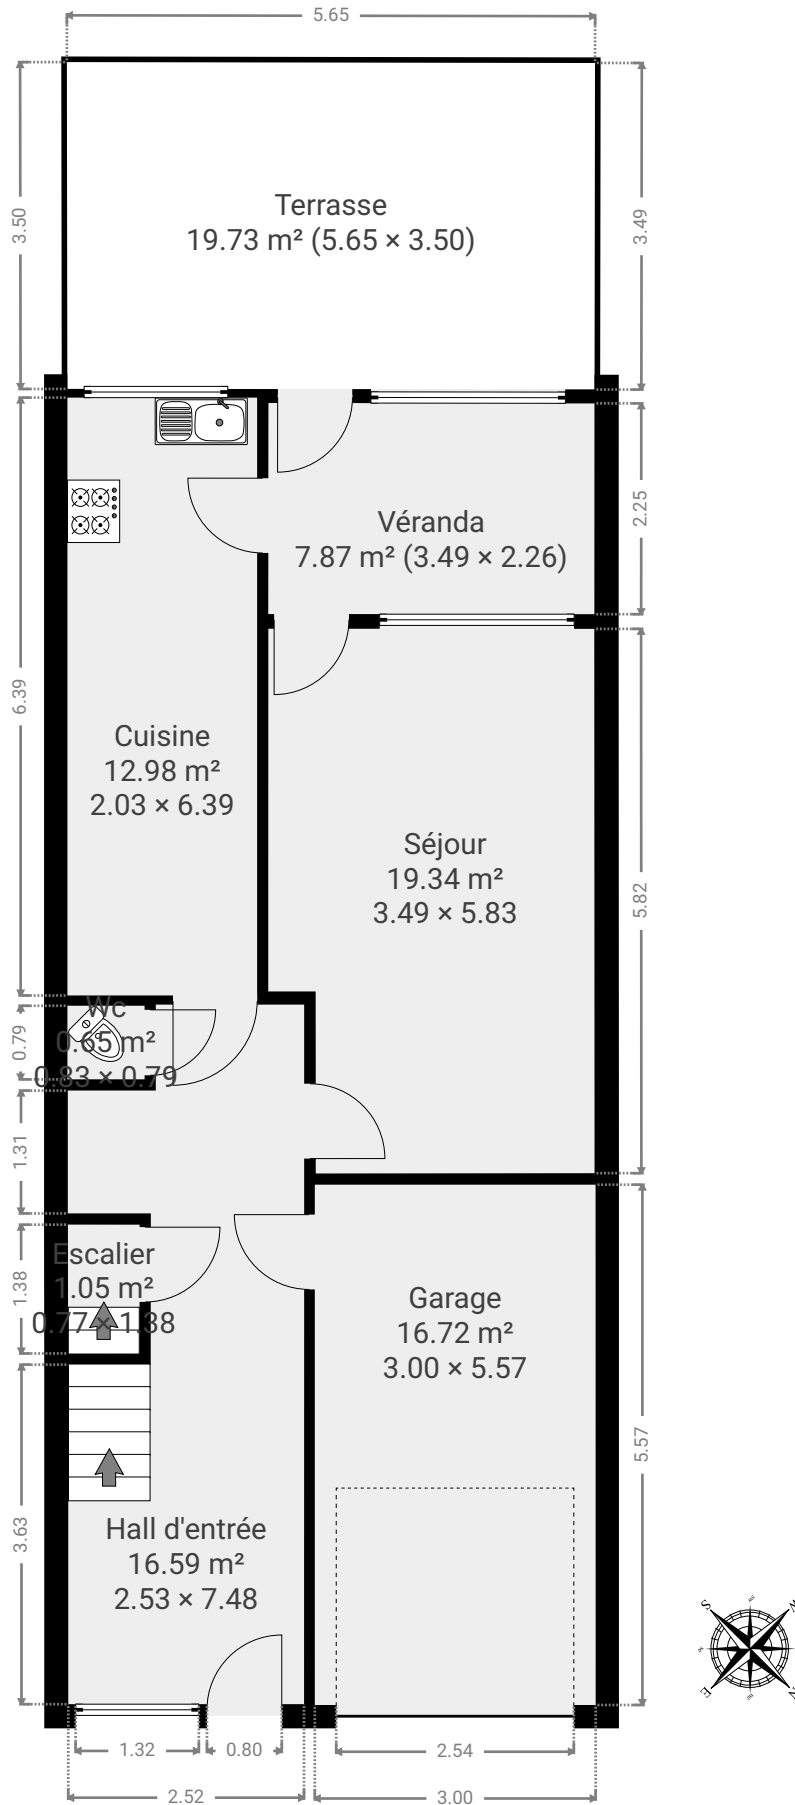 5.65
3.50
3.49
Terrasse
19.73 m² (5.65 × 3.50)
2.25
Véranda
7.87 m² (3.49 × 2.26)
6.39
Cuisine
12.98 m²
2.03 × 6.39
Séjour
19.34 m²
3.49 × 5.83
5.82
Wc
0.65 m²
0.83 × 0.79
0.79
1.31
Escalier
1.05 m²
0.77 × 1.38
1.38
Garage
16.72 m²
3.00 × 5.57
5.57
3.63
Hall d'entrée
16.59 m²
2.53 × 7.48
S
W
E
N
1.32
0.80
2.54
2.52
3.00